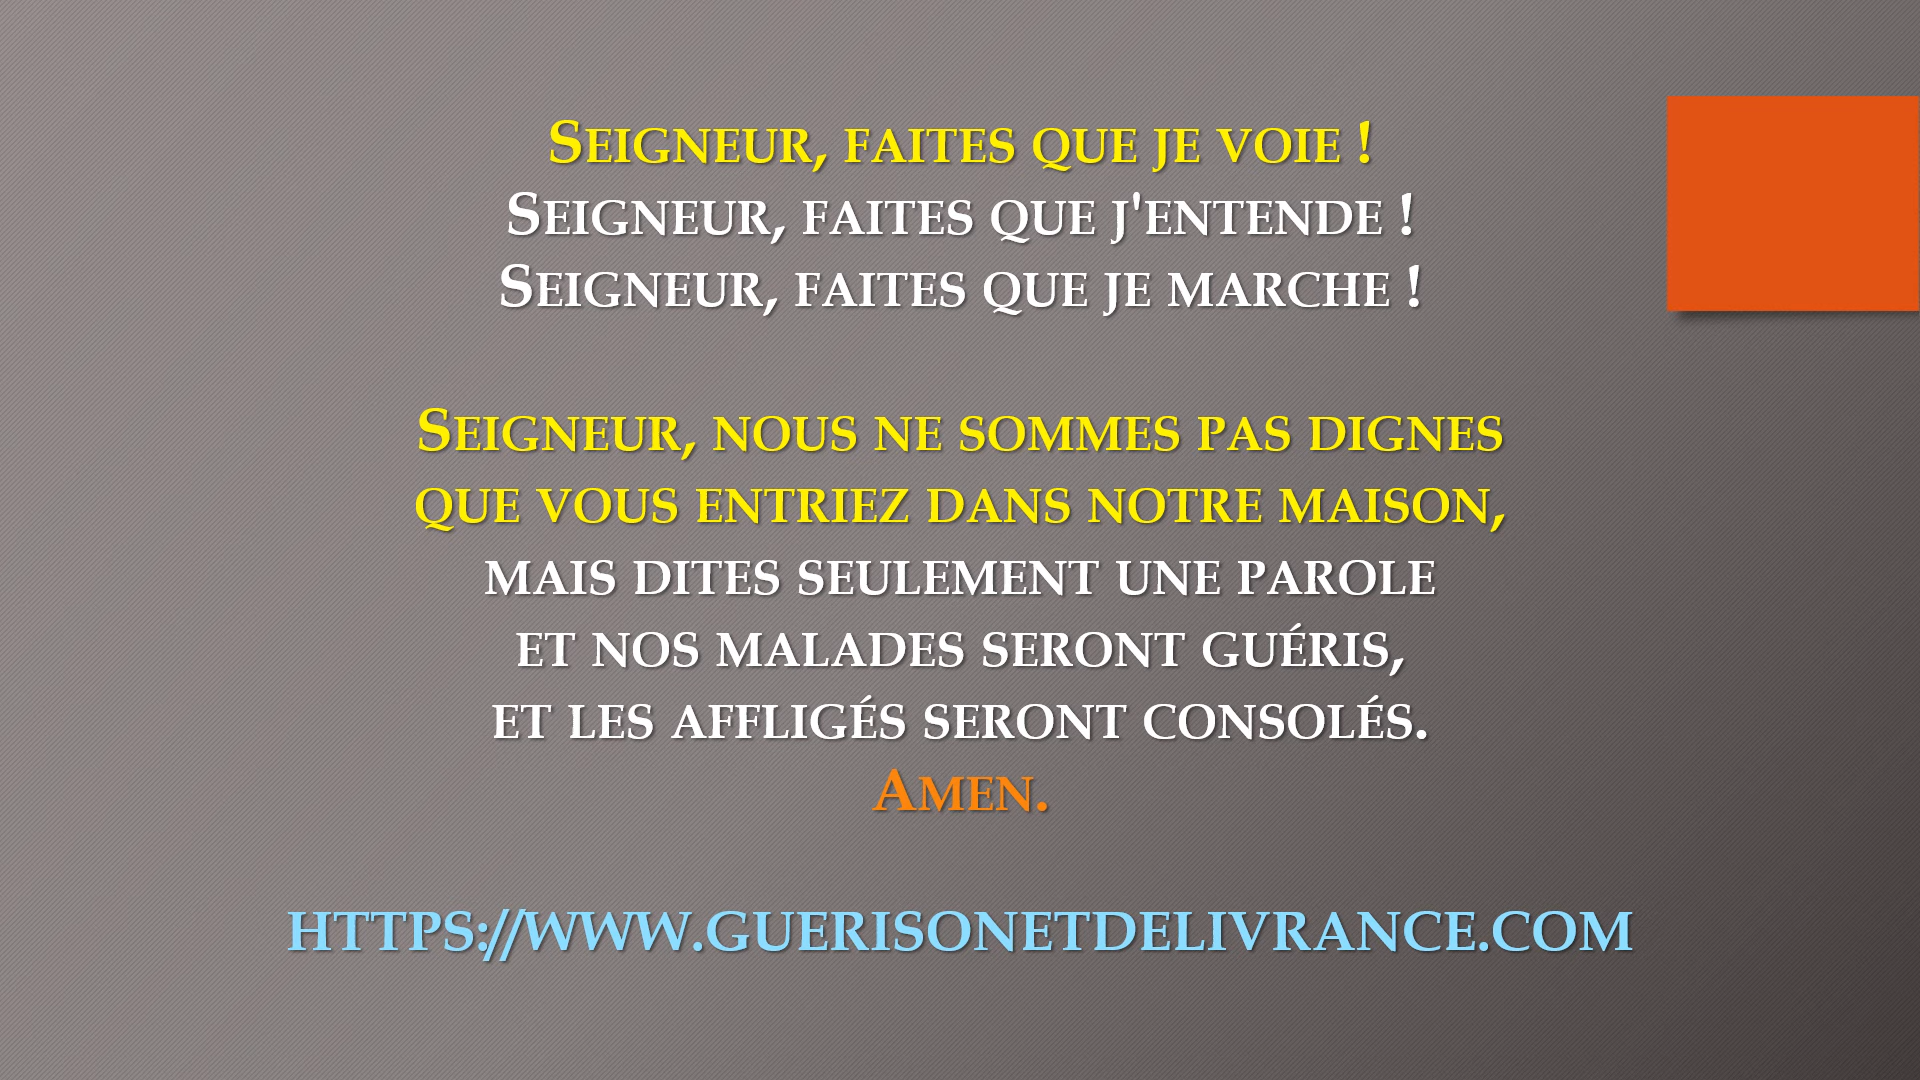 Seigneur, faites que je voie !
Seigneur, faites que j'entende !
Seigneur, faites que je marche !
Seigneur, nous ne sommes pas dignes
que vous entriez dans notre maison,
mais dites seulement une parole
et nos malades seront guéris,
et les affligés seront consolés.
Amen.
https://www.guerisonetdelivrance.com